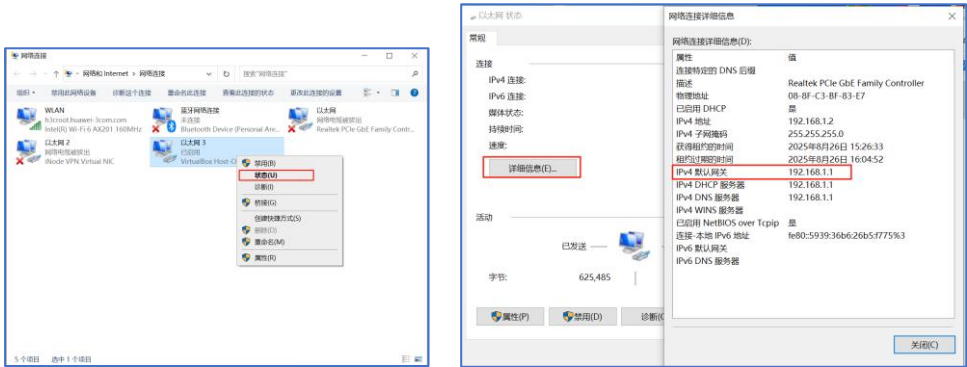 网络连接
网络和 Internet › 网络连接
搜索"网络连接"
组织
禁用此网络设备
诊断这个连接
重命名此连接
查看此连接的状态
更改此连接的设置
WLAN
h3croot.huawei-3com.com
Intel(R) Wi-Fi 6 AX201 160MHz
蓝牙网络连接
未连接
Bluetooth Device (Personal Are...
以太网
网络电缆被拔出
Realtek PCIe GbE Family Contr...
以太网 2
网络电缆被拔出
iNode VPN Virtual NIC
以太网 3
已启用
VirtualBox Host-O
禁用(B)
状态(U)
诊断(I)
桥接(G)
创建快捷方式(S)
删除(D)
重命名(M)
属性(R)
5 个项目
选中 1 个项目
以太网 状态
常规
连接
IPv4 连接:
IPv6 连接:
媒体状态:
持续时间:
速度:
详细信息(E)...
活动
已发送
字节:
625,485
属性(P)
禁用(D)
诊断(
网络连接详细信息
网络连接详细信息(D):
属性 值
连接特定的 DNS 后缀
描述 Realtek PCIe GbE Family Controller
物理地址 08-8F-C3-BF-83-E7
已启用 DHCP 是
IPv4 地址 192.168.1.2
IPv4 子网掩码 255.255.255.0
获得租约的时间 2025年8月26日 15:26:33
租约过期的时间 2025年8月26日 16:04:52
IPv4 默认网关 192.168.1.1
IPv4 DHCP 服务器 192.168.1.1
IPv4 DNS 服务器 192.168.1.1
IPv4 WINS 服务器
已启用 NetBIOS over Tcpip 是
连接-本地 IPv6 地址 fe80::5939:36b6:26b5:f775%3
IPv6 默认网关
IPv6 DNS 服务器
关闭(C)